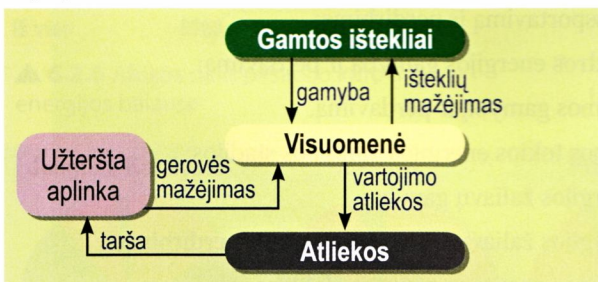 Gamtos ištekliai
gamyba
išteklių
mažėjimas
Visuomenė
Užteršta
aplinka
gerovės
mažėjimas
vartojimo
atliekos
tarša
Atliekos